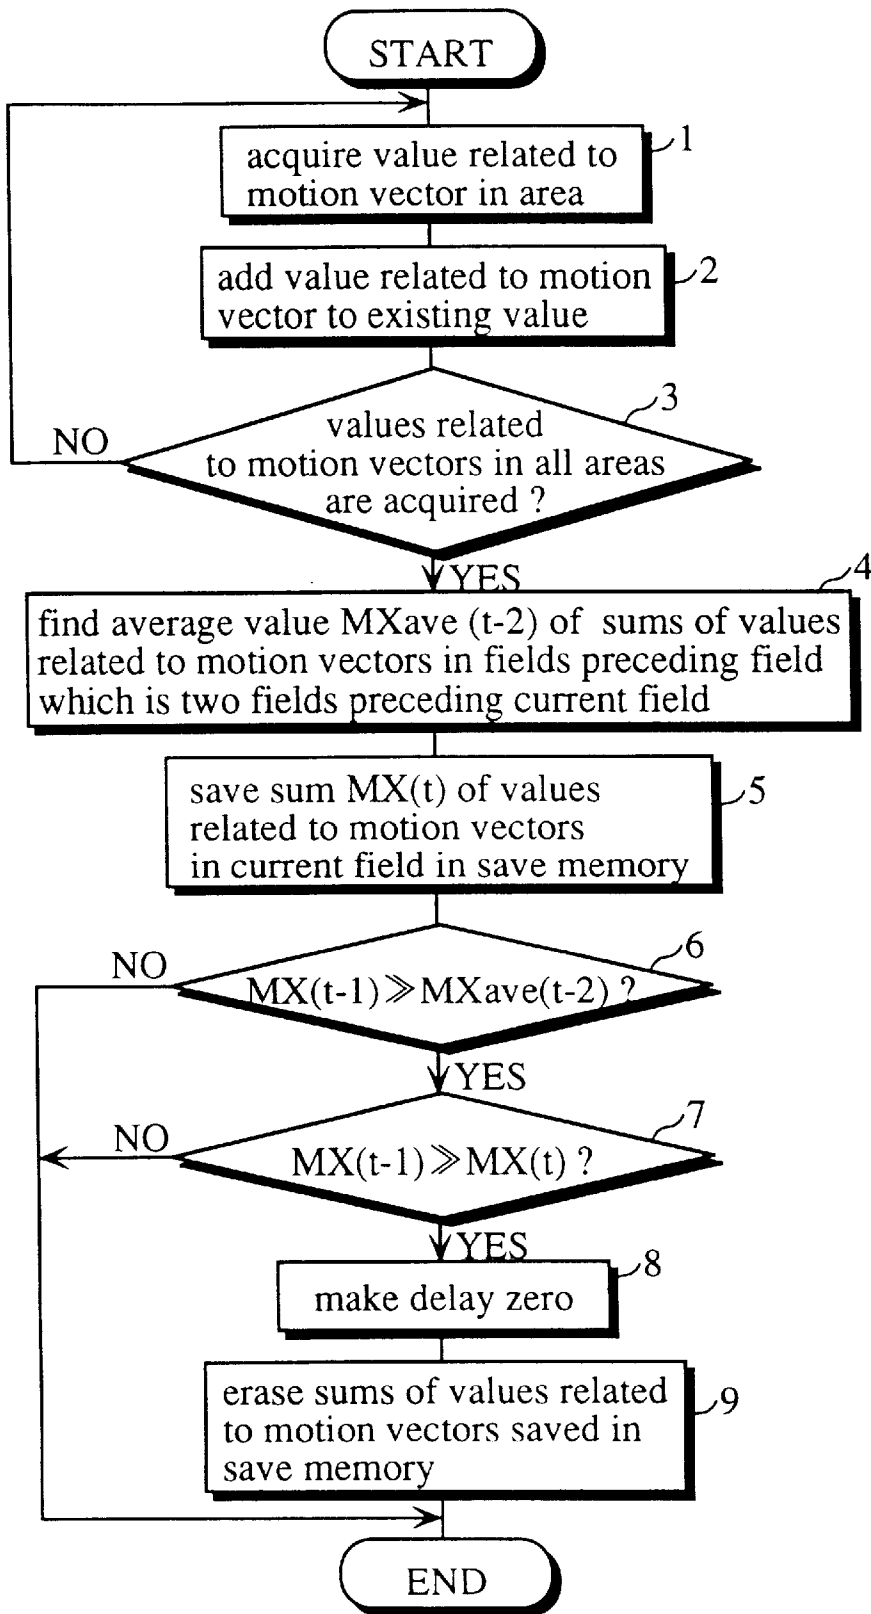 START
1
acquire value related to
motion vector in area
2
add value related to motion
vector to existing value
3
values related
to motion vectors in all areas
are acquired ?
NO
YES
4
find average value MXave (t-2) of sums of values
related to motion vectors in fields preceding field
which is two fields preceding current field
5
save sum MX(t) of values
related to motion vectors
in current field in save memory
6
NO
MX(t-1)≫MXave(t-2) ?
YES
7
NO
MX(t-1)≫MX(t) ?
YES
8
make delay zero
9
erase sums of values related
to motion vectors saved in
save memory
END